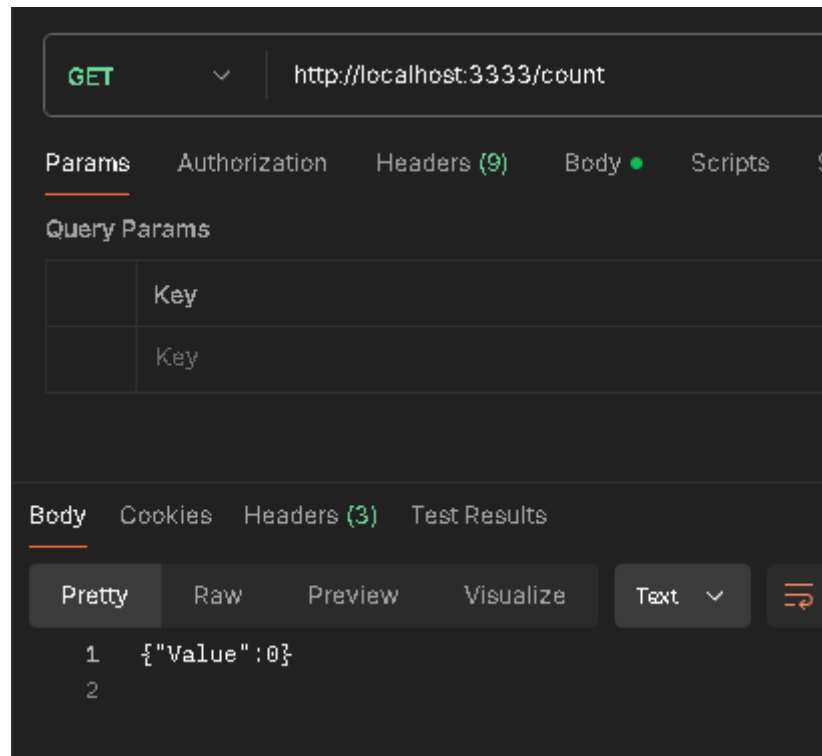 GET http://localhost:3333/count
Params Authorization Headers (9) Body Scripts
Query Params
Key
Key
Body Cookies Headers (3) Test Results
Pretty Raw Preview Visualize Text
1 {"Value":0}
2